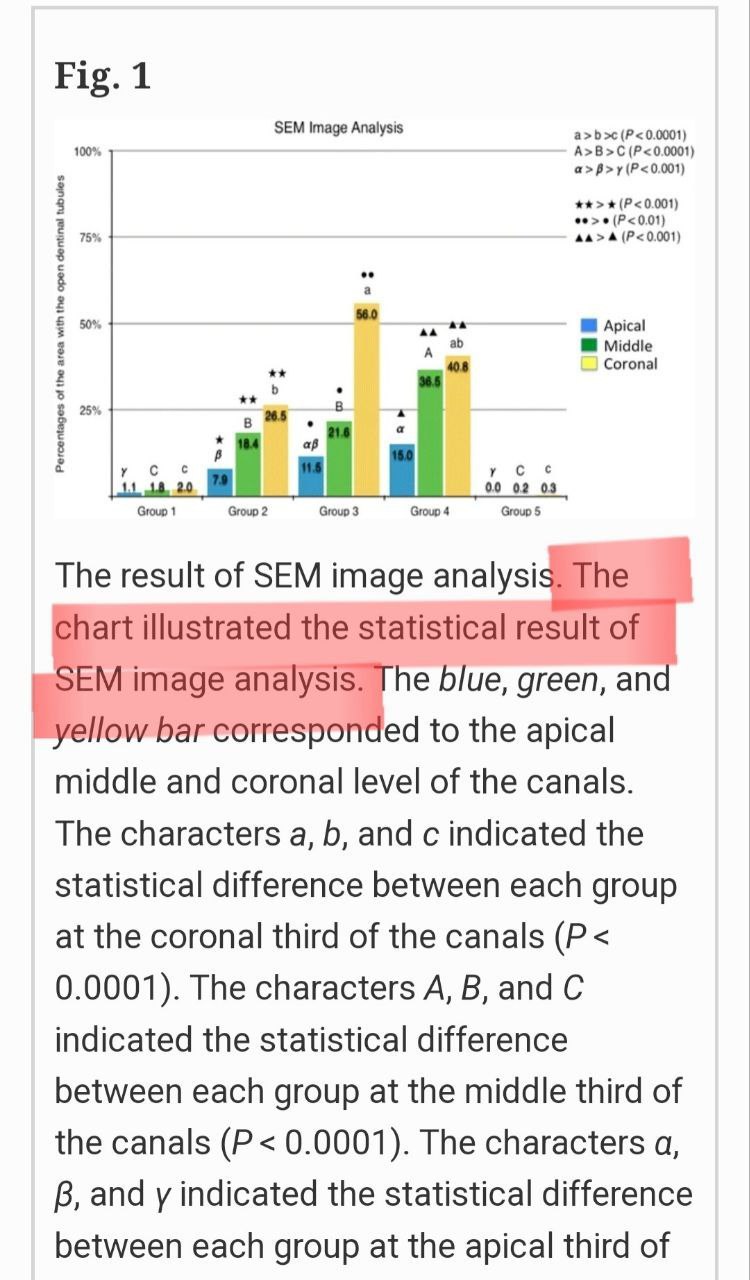 Fig. 1
SEM Image Analysis
a>b>c (P<0.0001)
A>B>C (P<0.0001)
α>β>γ (P<0.001)
★★>★ (P<0.001)
••>• (P<0.01)
▲▲>▲ (P<0.001)
Percentages of the area with the open dentinal tubules
100%
75%
50%
25%
Apical
Middle
Coronal
γ C c
1.1 1.8 2.0
★ ★★ ★★
β B b
7.9 18.4 26.5
• • ••
αβ B a
11.5 21.6 56.0
▲ ▲▲ ▲▲
α A ab
15.0 36.5 40.8
γ C c
0.0 0.2 0.3
Group 1 Group 2 Group 3 Group 4 Group 5
The result of SEM image analysis. The
chart illustrated the statistical result of
SEM image analysis. The blue, green, and
yellow bar corresponded to the apical
middle and coronal level of the canals.
The characters a, b, and c indicated the
statistical difference between each group
at the coronal third of the canals (P <
0.0001). The characters A, B, and C
indicated the statistical difference
between each group at the middle third of
the canals (P < 0.0001). The characters α,
β, and γ indicated the statistical difference
between each group at the apical third of